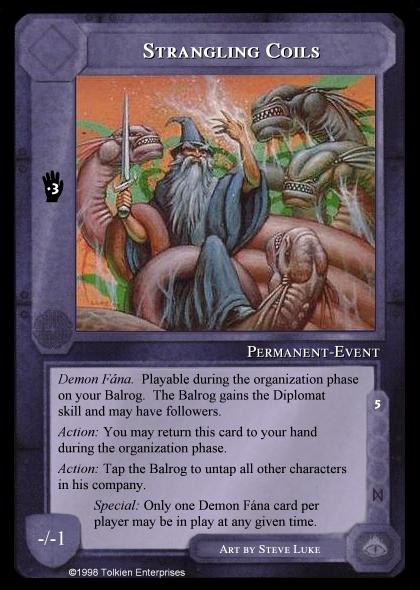 STRANGLING COILS
3
PERMANENT-EVENT
Demon Fána. Playable during the organization phase
on your Balrog. The Balrog gains the Diplomat
skill and may have followers.
Action: You may return this card to your hand
during the organization phase.
Action: Tap the Balrog to untap all other characters
in his company.
Special: Only one Demon Fána card per
player may be in play at any given time.
5
-/-1
ART BY STEVE LUKE
©1998 Tolkien Enterprises